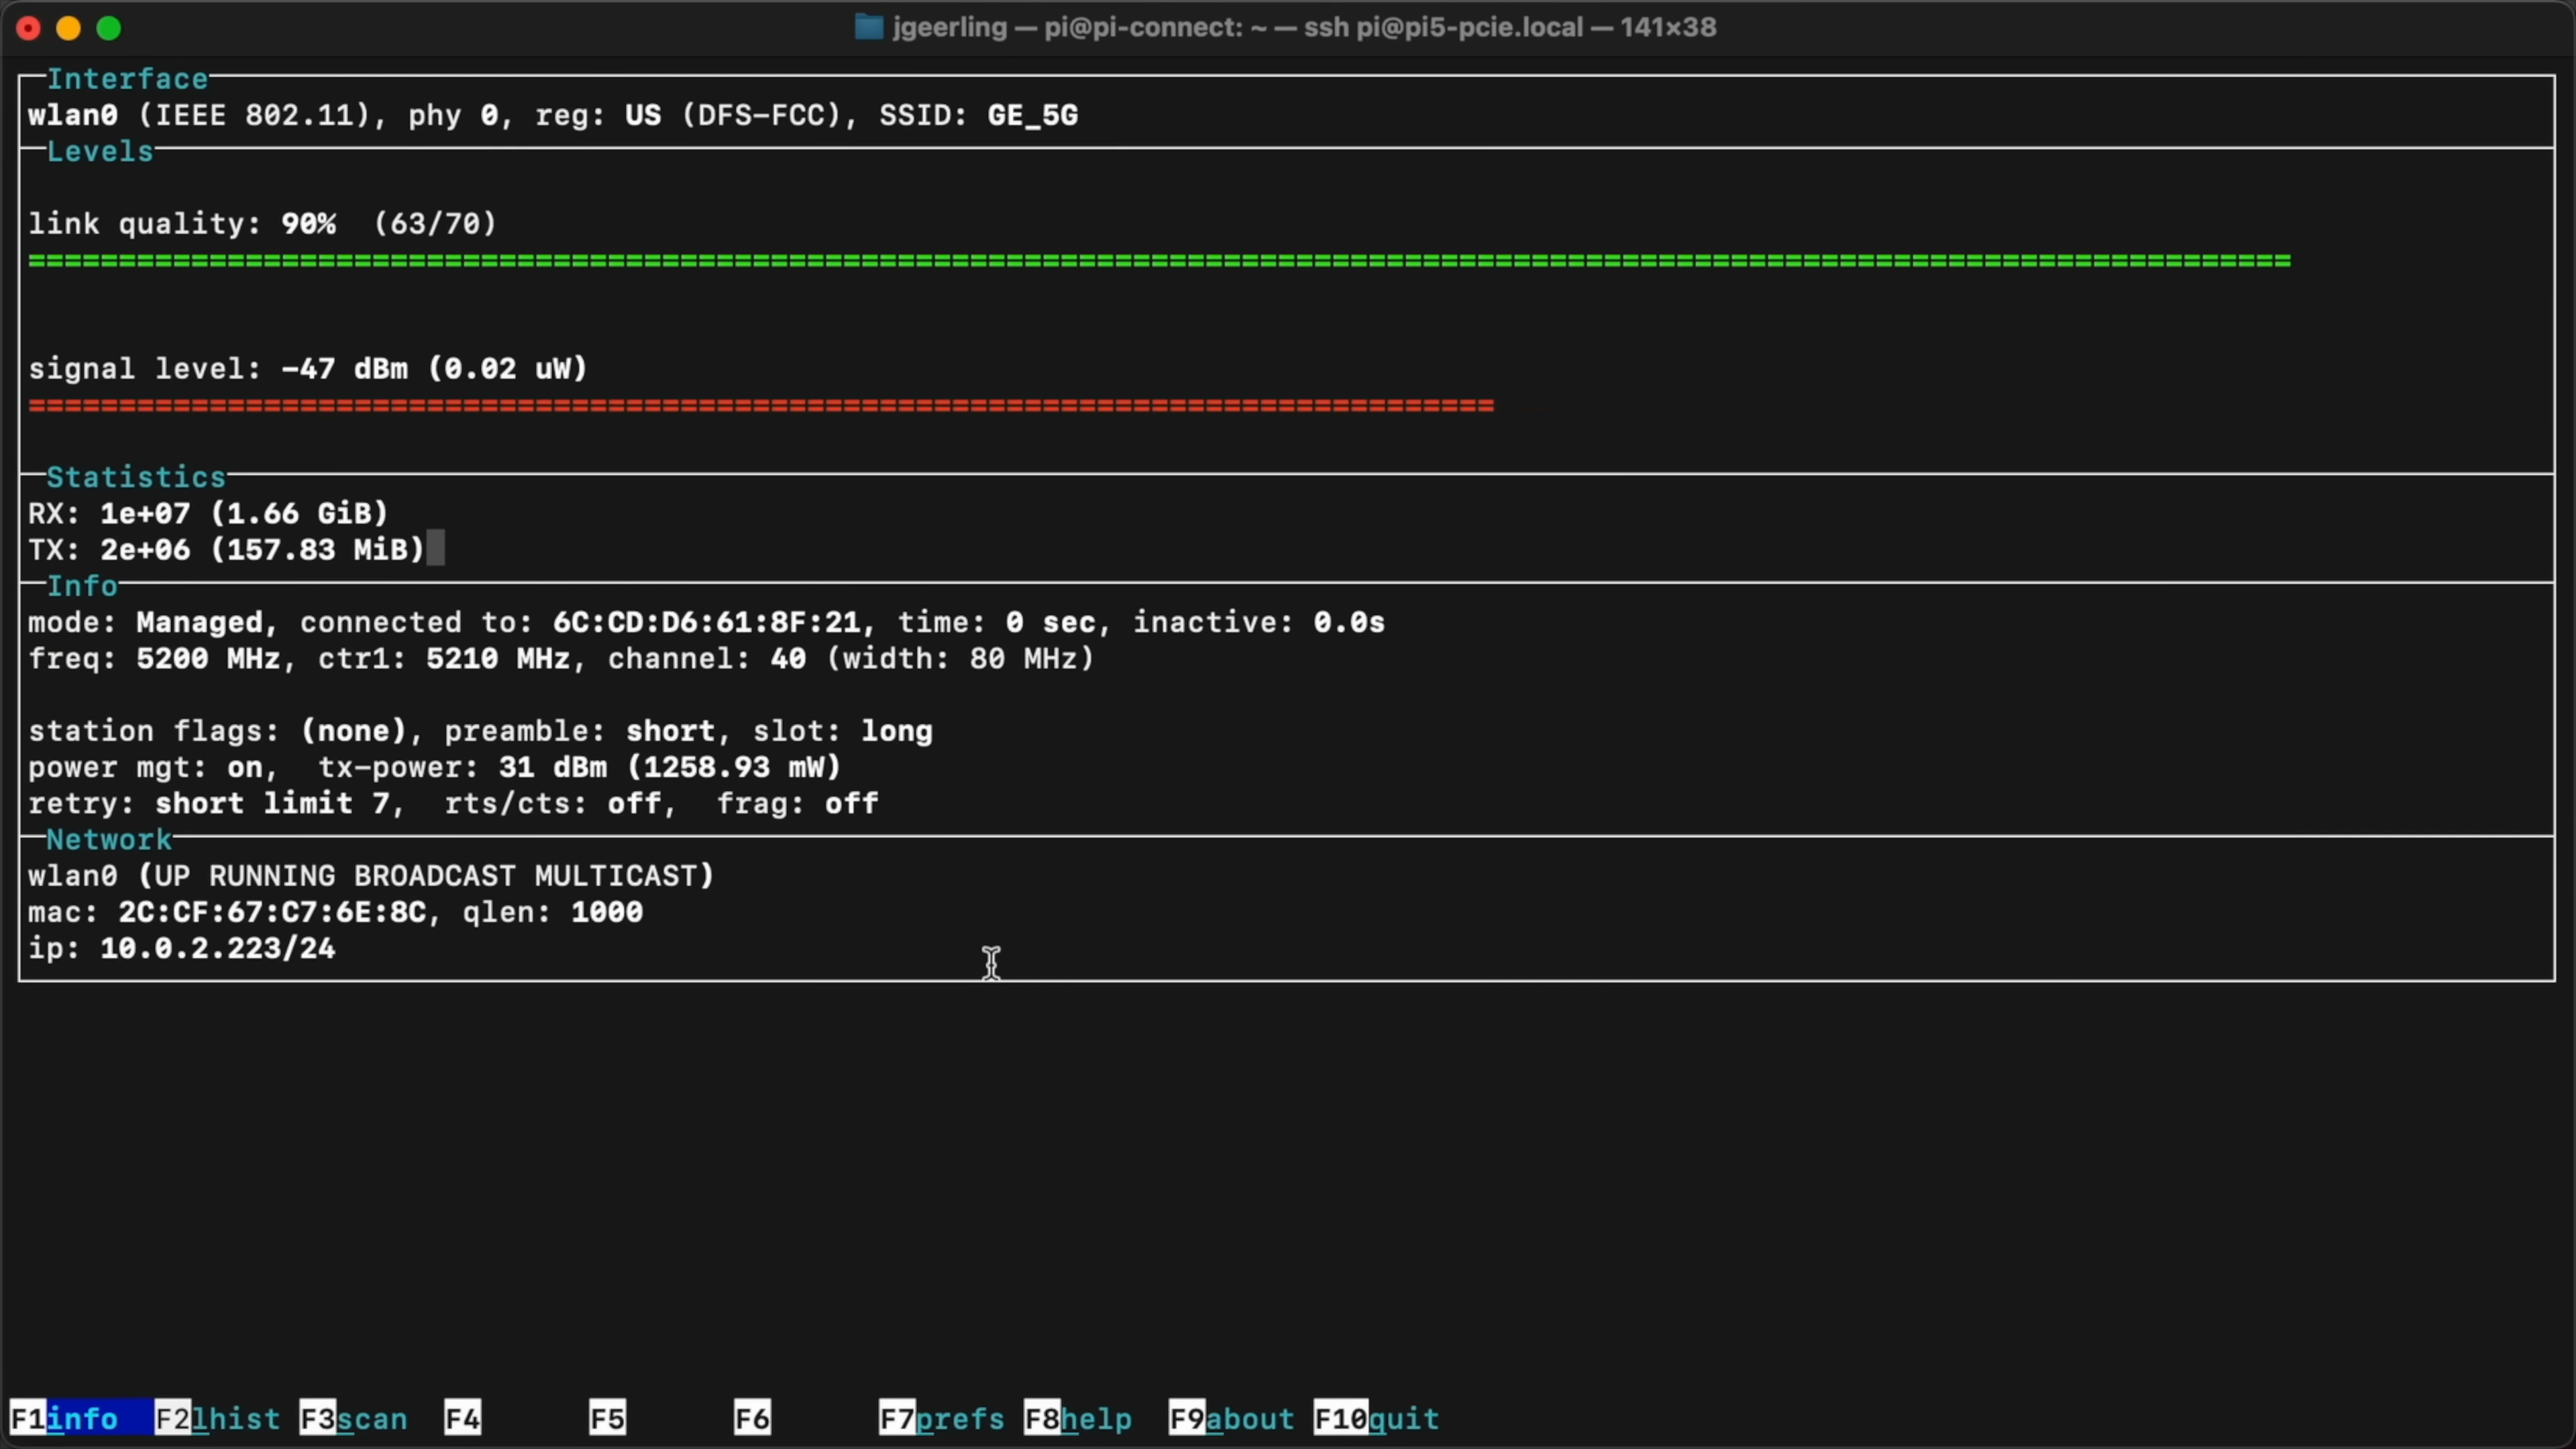 jgeerling — pi@pi-connect: ~ — ssh pi@pi5-pcie.local — 141×38
Interface
wlan0 (IEEE 802.11), phy 0, reg: US (DFS-FCC), SSID: GE_5G
Levels
link quality: 90%  (63/70)
=============================================================================================================================
signal level: -47 dBm (0.02 uW)
=================================================================================
Statistics
RX: 1e+07 (1.66 GiB)
TX: 2e+06 (157.83 MiB)
Info
mode: Managed, connected to: 6C:CD:D6:61:8F:21, time: 0 sec, inactive: 0.0s
freq: 5200 MHz, ctr1: 5210 MHz, channel: 40 (width: 80 MHz)
station flags: (none), preamble: short, slot: long
power mgt: on,  tx-power: 31 dBm (1258.93 mW)
retry: short limit 7,  rts/cts: off,  frag: off
Network
wlan0 (UP RUNNING BROADCAST MULTICAST)
mac: 2C:CF:67:C7:6E:8C, qlen: 1000
ip: 10.0.2.223/24
F1info  F2lhist F3scan  F4      F5      F6      F7prefs F8help  F9about F10quit